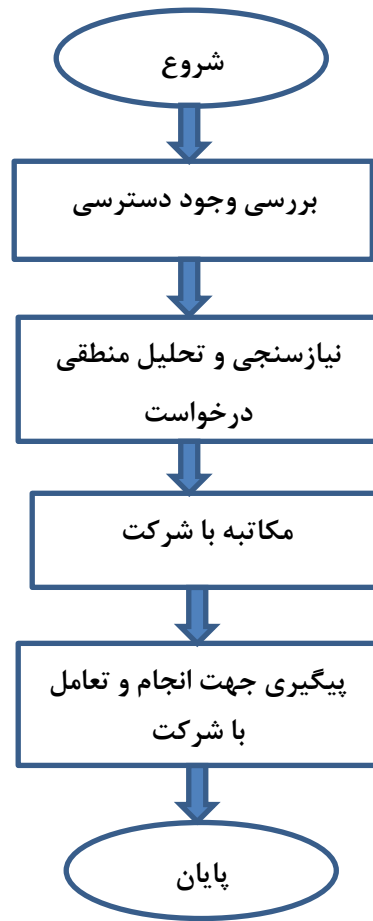 شروع
بررسی وجود دسترسی
نیازسنجی و تحلیل منطقی
درخواست
مکاتبه با شرکت
پیگیری جهت انجام و تعامل
با شرکت
پایان